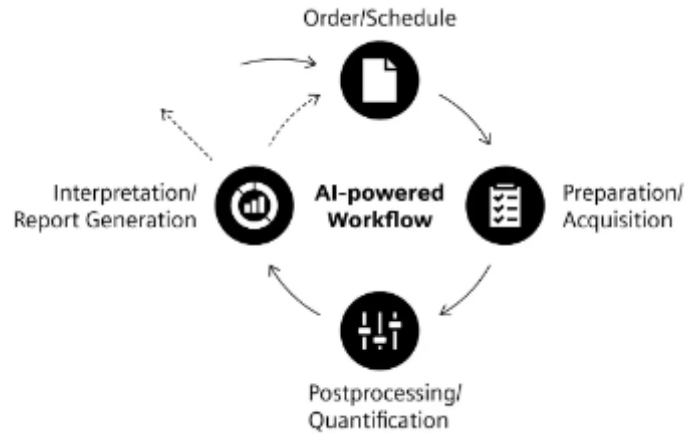 Order/Schedule
Interpretation/
Report Generation
AI-powered
Workflow
Preparation/
Acquisition
Postprocessing/
Quantification